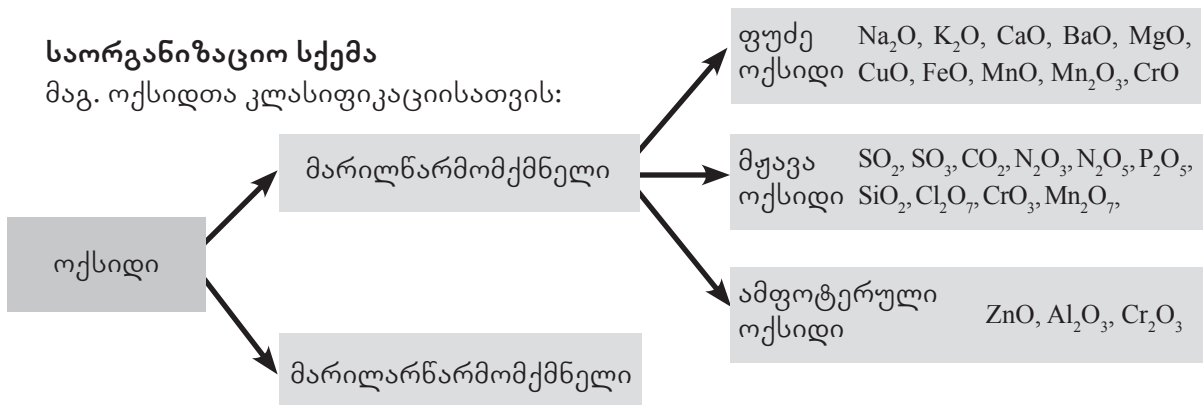 საორგანიზაციო სქემა
მაგ. ოქსიდთა კლასიფიკაციისათვის:
ოქსიდი
მარილწარმომქმნელი
მარილარწარმომქმნელი
ფუძე Na₂O, K₂O, CaO, BaO, MgO,
ოქსიდი CuO, FeO, MnO, Mn₂O₃, CrO
მჟავა SO₂, SO₃, CO₂, N₂O₃, N₂O₅, P₂O₅,
ოქსიდი SiO₂, Cl₂O₇, CrO₃, Mn₂O₇,
ამფოტერული
ოქსიდი ZnO, Al₂O₃, Cr₂O₃